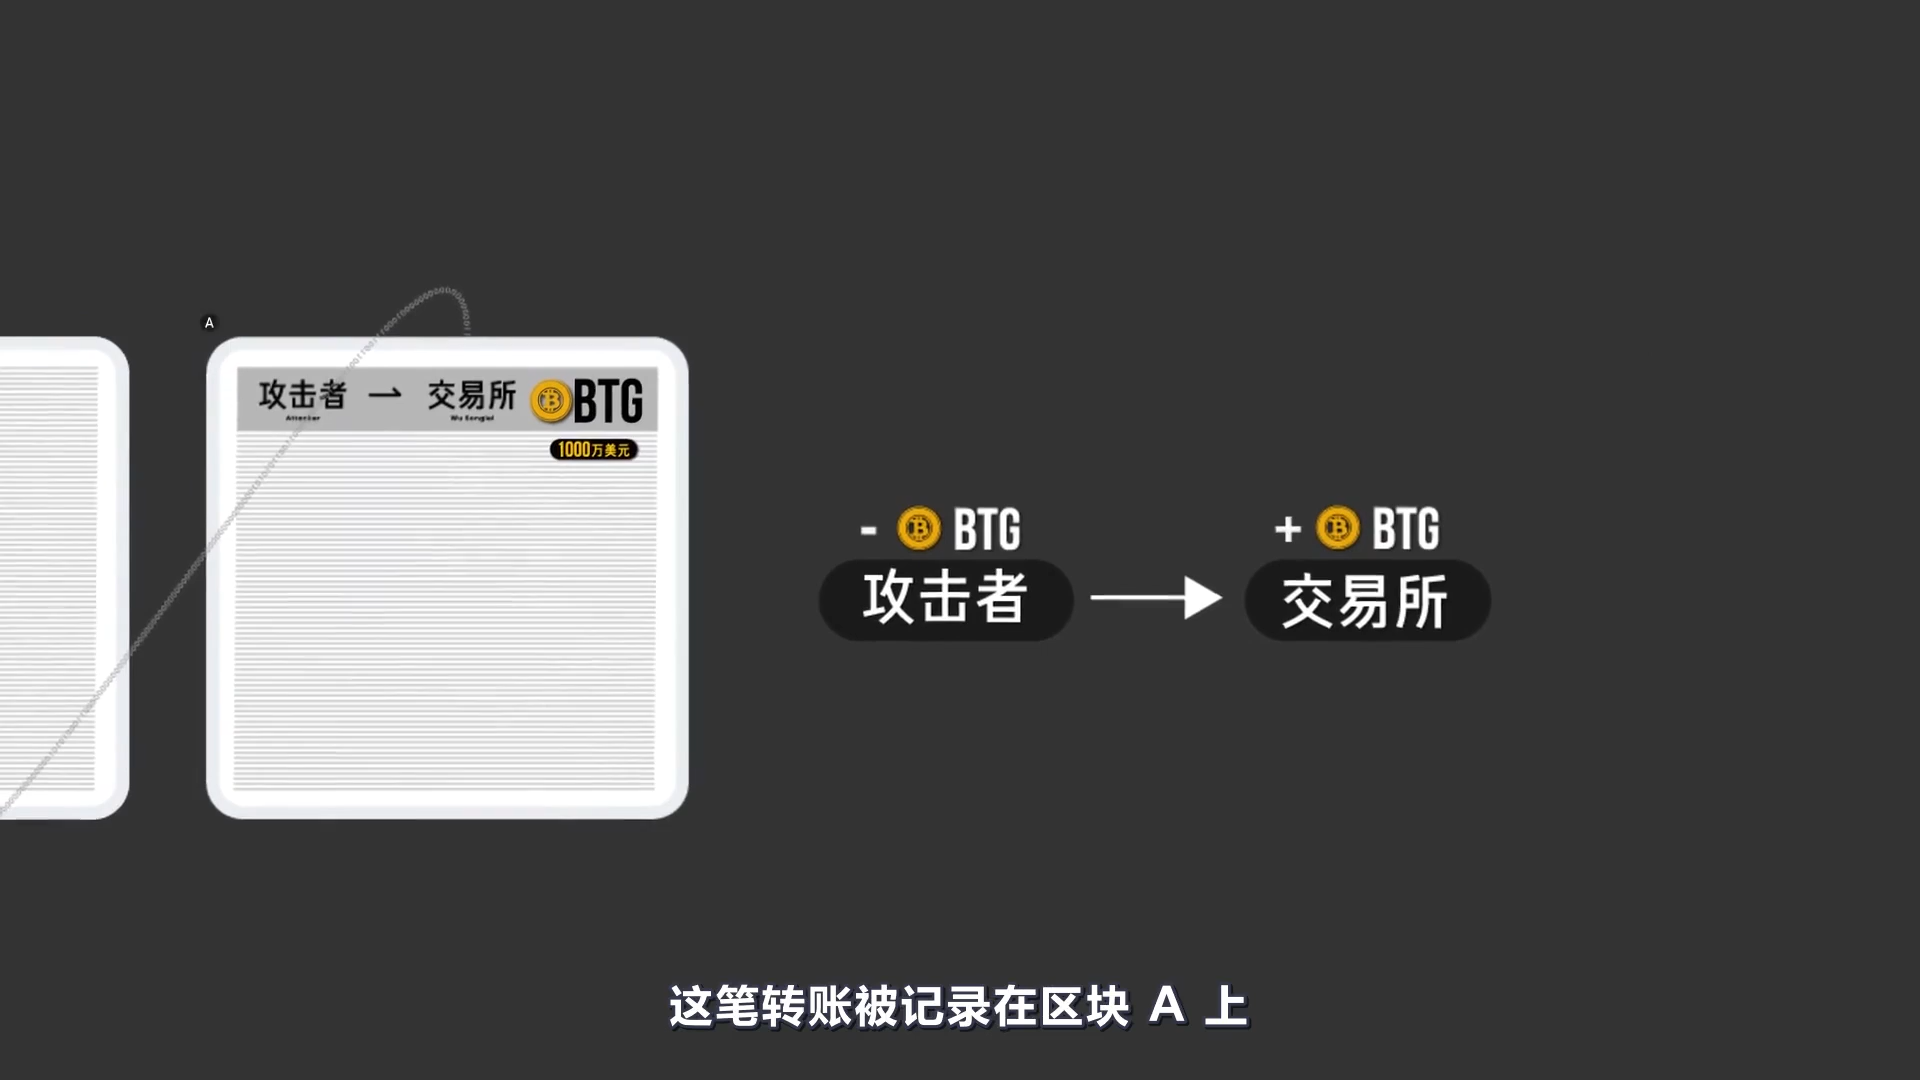 A
攻击者 → 交易所 BTG
Attacker
1000万美元
- BTG
+ BTG
攻击者 → 交易所
这笔转账被记录在区块 A 上